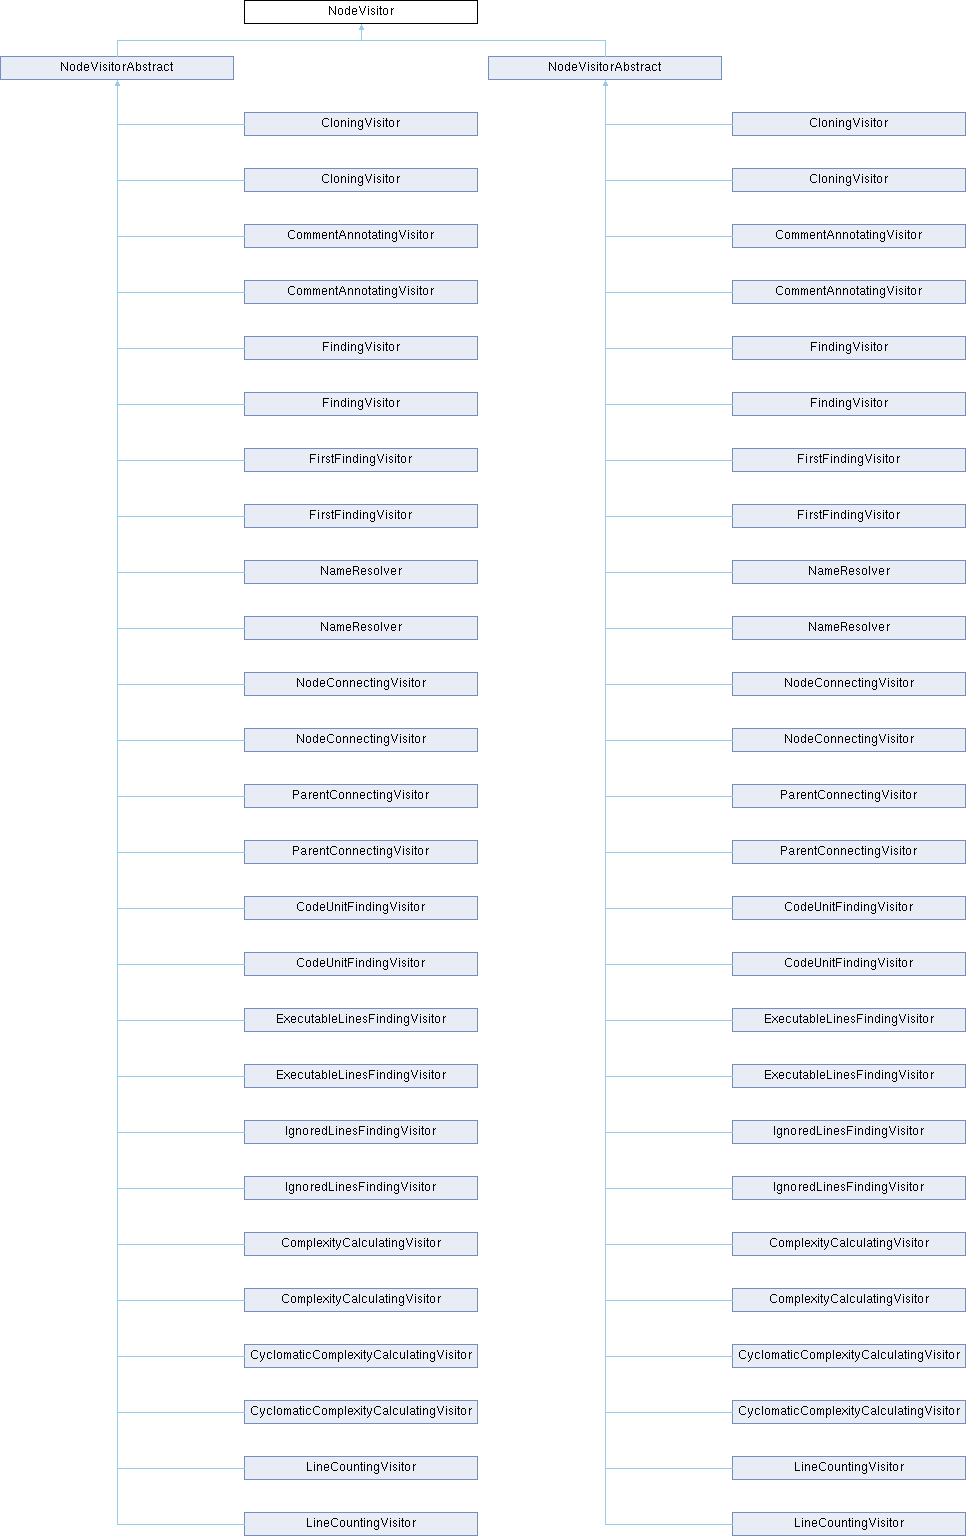 NodeVisitor
NodeVisitorAbstract NodeVisitorAbstract
CloningVisitor CloningVisitor
CloningVisitor CloningVisitor
CommentAnnotatingVisitor CommentAnnotatingVisitor
CommentAnnotatingVisitor CommentAnnotatingVisitor
FindingVisitor FindingVisitor
FindingVisitor FindingVisitor
FirstFindingVisitor FirstFindingVisitor
FirstFindingVisitor FirstFindingVisitor
NameResolver NameResolver
NameResolver NameResolver
NodeConnectingVisitor NodeConnectingVisitor
NodeConnectingVisitor NodeConnectingVisitor
ParentConnectingVisitor ParentConnectingVisitor
ParentConnectingVisitor ParentConnectingVisitor
CodeUnitFindingVisitor CodeUnitFindingVisitor
CodeUnitFindingVisitor CodeUnitFindingVisitor
ExecutableLinesFindingVisitor ExecutableLinesFindingVisitor
ExecutableLinesFindingVisitor ExecutableLinesFindingVisitor
IgnoredLinesFindingVisitor IgnoredLinesFindingVisitor
IgnoredLinesFindingVisitor IgnoredLinesFindingVisitor
ComplexityCalculatingVisitor ComplexityCalculatingVisitor
ComplexityCalculatingVisitor ComplexityCalculatingVisitor
CyclomaticComplexityCalculatingVisitor CyclomaticComplexityCalculatingVisitor
CyclomaticComplexityCalculatingVisitor CyclomaticComplexityCalculatingVisitor
LineCountingVisitor LineCountingVisitor
LineCountingVisitor LineCountingVisitor